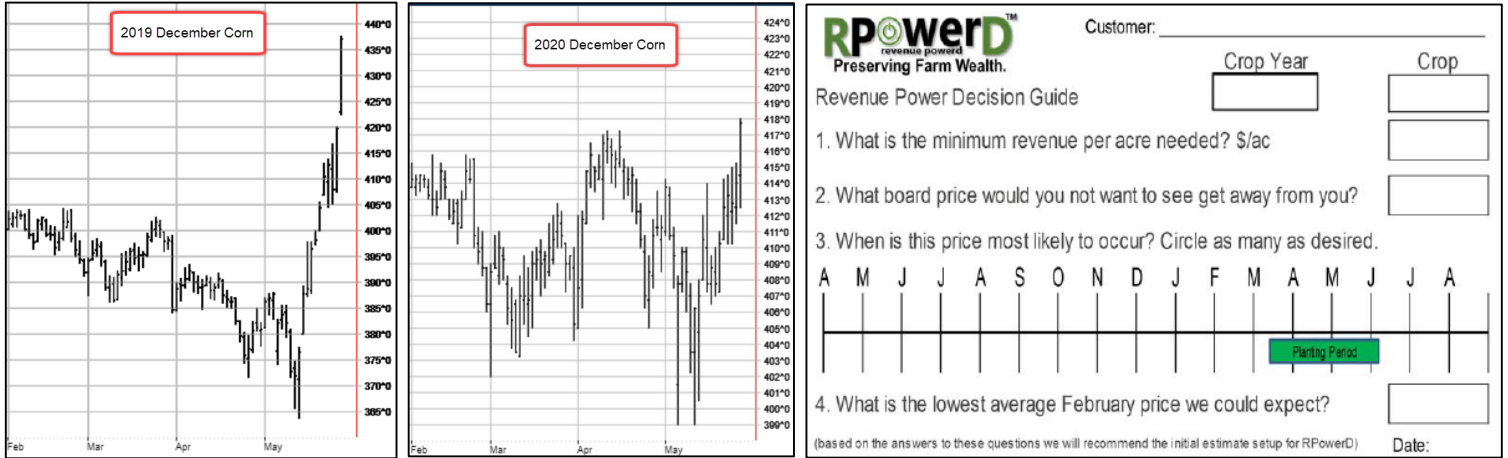 2019 December Corn
440^0
435^0
430^0
425^0
420^0
415^0
410^0
405^0
400^0
395^0
390^0
385^0
380^0
375^0
370^0
365^0
Feb
Mar
Apr
May
2020 December Corn
424^0
423^0
422^0
421^0
420^0
419^0
418^0
417^0
416^0
415^0
414^0
413^0
412^0
411^0
410^0
409^0
408^0
407^0
406^0
405^0
404^0
403^0
402^0
401^0
400^0
399^0
Feb
Mar
Apr
May
RPowerD™
revenue powerd
Preserving Farm Wealth.
Customer:
Crop Year Crop
Revenue Power Decision Guide
1. What is the minimum revenue per acre needed? $/ac
2. What board price would you not want to see get away from you?
3. When is this price most likely to occur? Circle as many as desired.
A M J J A S O N D J F M A M J J A
Planting Period
4. What is the lowest average February price we could expect?
(based on the answers to these questions we will recommend the initial estimate setup for RPowerD) Date: